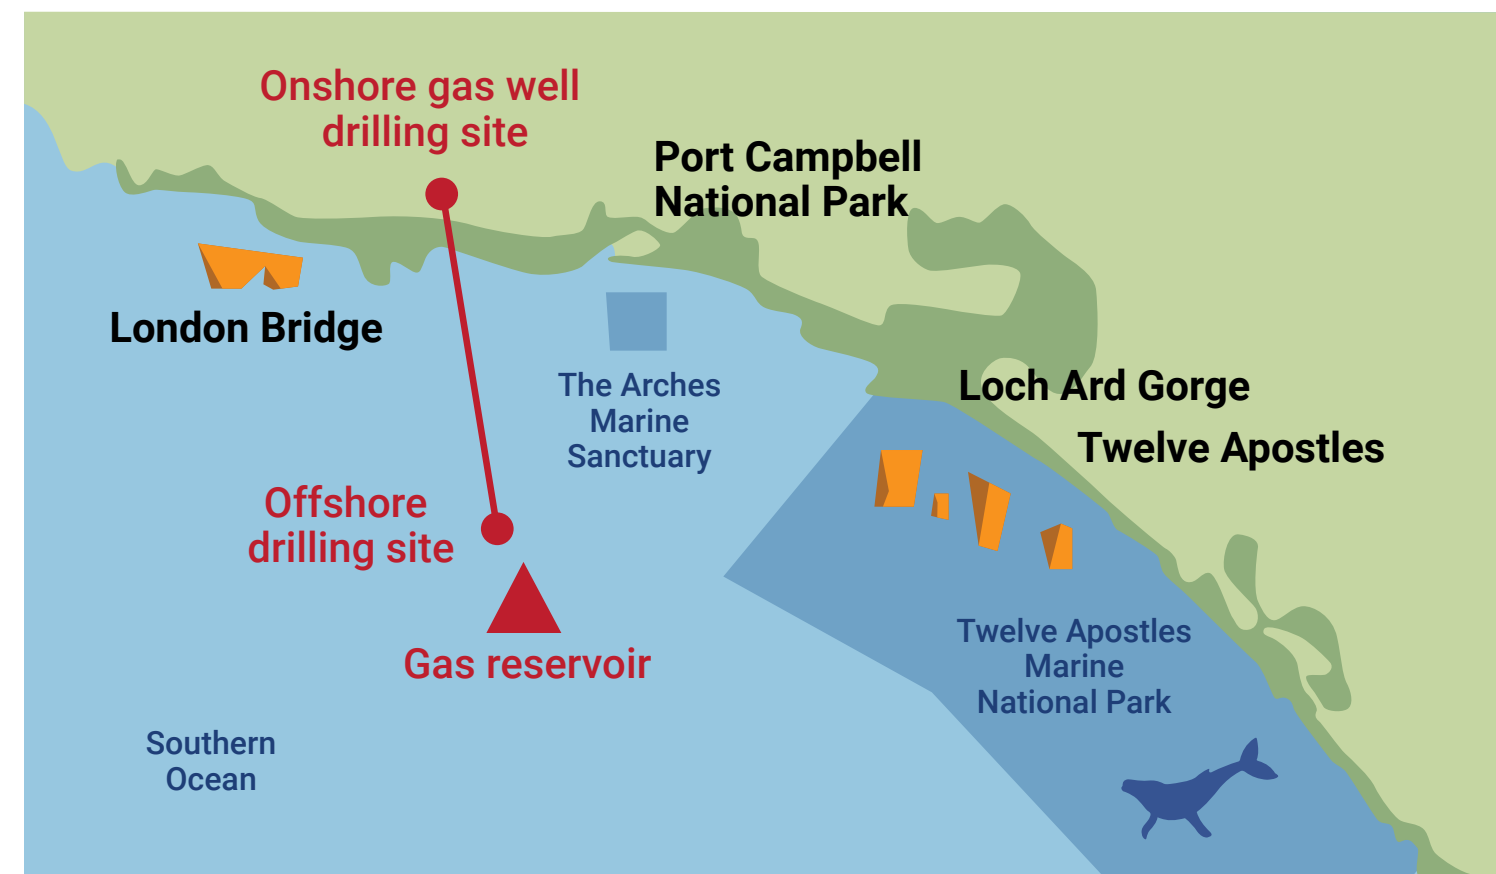 Onshore gas well
drilling site
Port Campbell
National Park
London Bridge
The Arches
Marine
Sanctuary
Loch Ard Gorge
Twelve Apostles
Offshore
drilling site
Gas reservoir
Twelve Apostles
Marine
National Park
Southern
Ocean